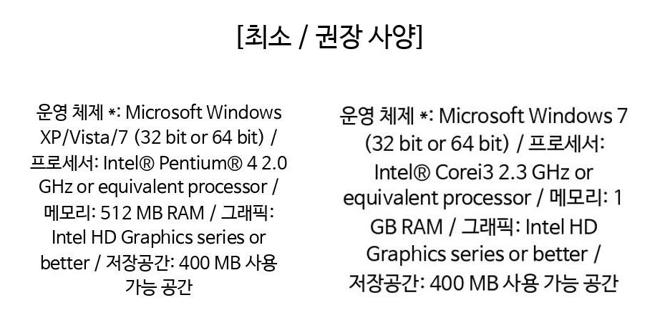 [최소 / 권장 사양]
운영 체제 *: Microsoft Windows
XP/Vista/7 (32 bit or 64 bit) /
프로세서: Intel® Pentium® 4 2.0
GHz or equivalent processor /
메모리: 512 MB RAM / 그래픽:
Intel HD Graphics series or
better / 저장공간: 400 MB 사용
가능 공간
운영 체제 *: Microsoft Windows 7
(32 bit or 64 bit) / 프로세서:
Intel® Corei3 2.3 GHz or
equivalent processor / 메모리: 1
GB RAM / 그래픽: Intel HD
Graphics series or better /
저장공간: 400 MB 사용 가능 공간